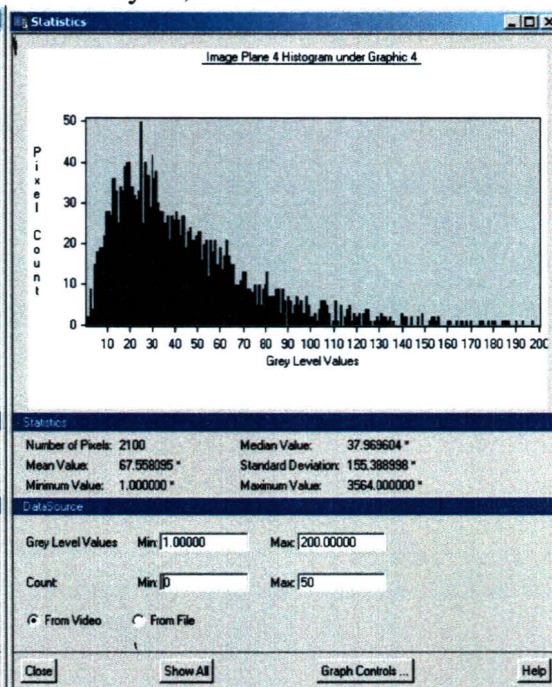 Statistics
Image Plane 4 Histogram under Graphic 4
Pixel Count
50
40
30
20
10
0
10 20 30 40 50 60 70 80 90 100 110 120 130 140 150 160 170 180 190 200
Grey Level Values
Statistics
Number of Pixels: 2100 Median Value: 37.969604 *
Mean Value: 67.558095 * Standard Deviation: 155.388998 *
Minimum Value: 1.000000 * Maximum Value: 3564.000000 *
DataSource
Grey Level Values Min: 1.00000 Max: 200.00000
Count: Min: 0 Max: 50
From Video From File
Close Show All Graph Controls ... Help